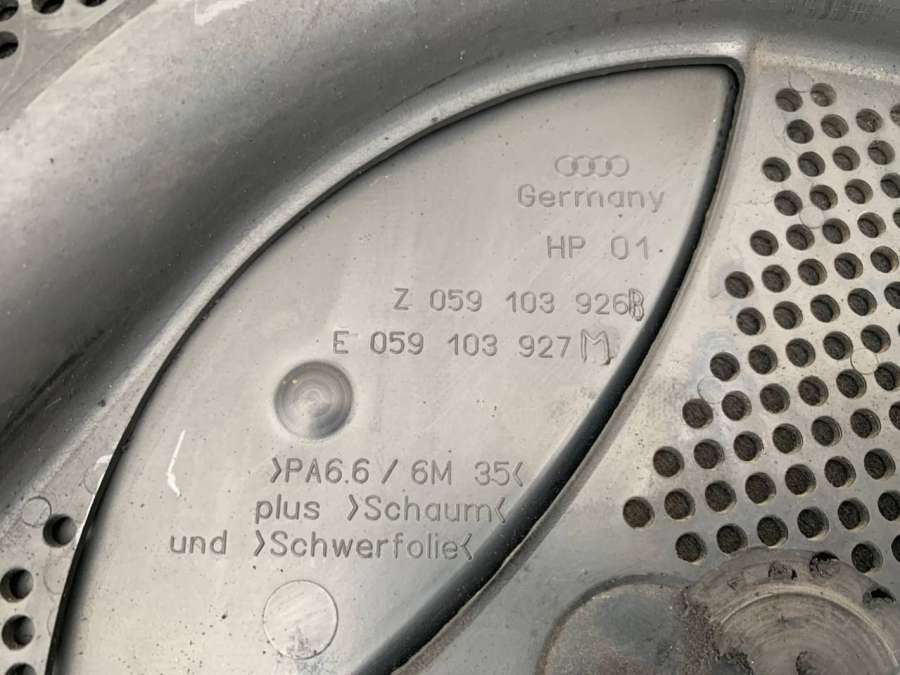 Germany
HP 01
Z 059 103 926B
E 059 103 927M
>PA6.6 / 6M 35<
plus >Schaum<
und >Schwerfolie<